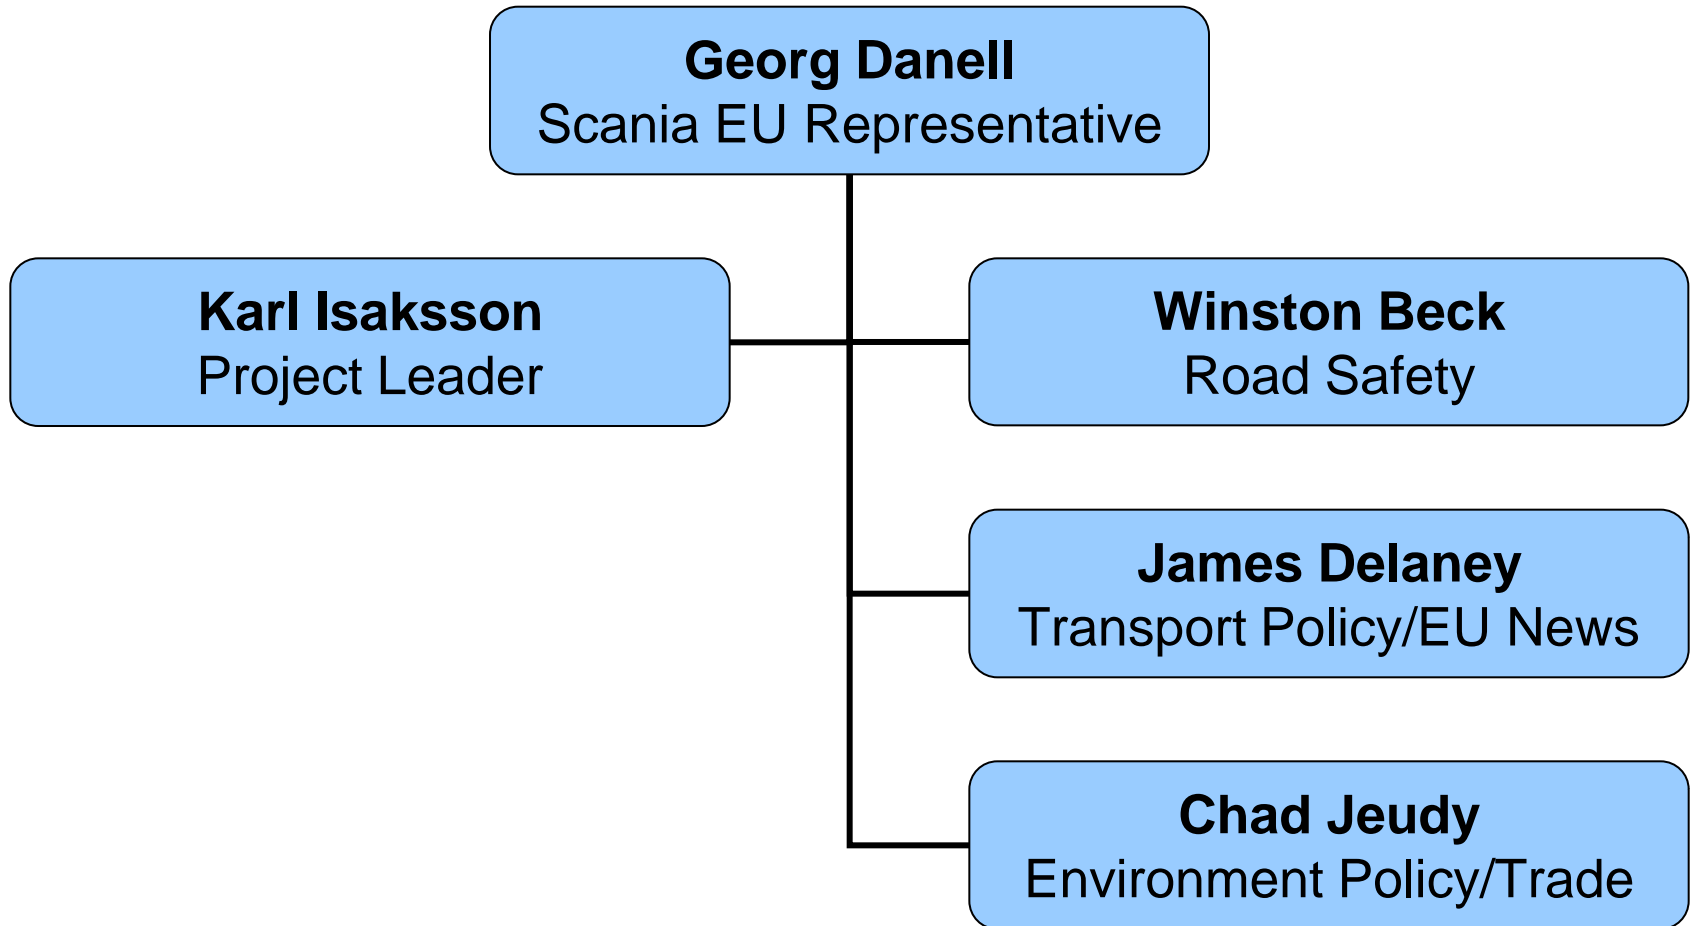 Georg Danell
Scania EU Representative
Karl Isaksson
Project Leader
Winston Beck
Road Safety
James Delaney
Transport Policy/EU News
Chad Jeudy
Environment Policy/Trade